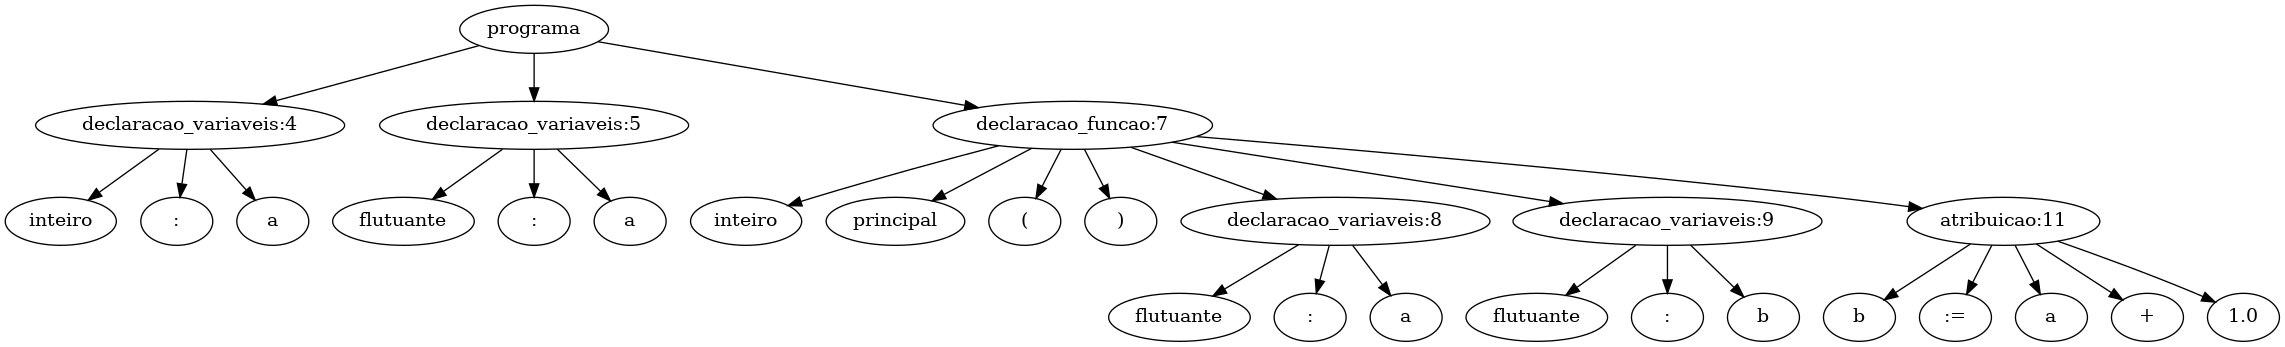 programa
declaracao_variaveis:4
declaracao_variaveis:5
declaracao_funcao:7
inteiro
:
a
flutuante
:
a
inteiro
principal
(
)
declaracao_variaveis:8
declaracao_variaveis:9
atribuicao:11
flutuante
:
a
flutuante
:
b
b
:=
a
+
1.0